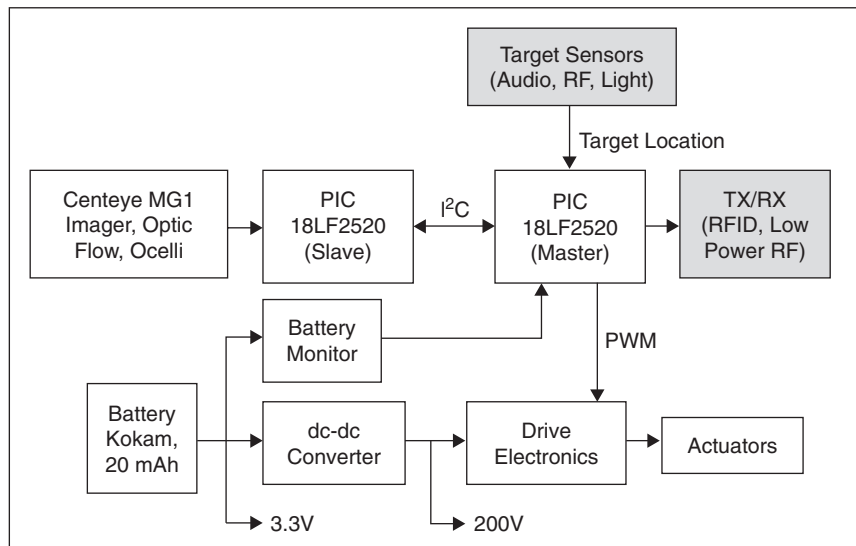 Target Sensors
(Audio, RF, Light)
Target Location
Centeye MG1
Imager, Optic
Flow, Ocelli
PIC
18LF2520
(Slave)
I²C
PIC
18LF2520
(Master)
TX/RX
(RFID, Low
Power RF)
Battery
Monitor
PWM
Battery
Kokam,
20 mAh
dc-dc
Converter
Drive
Electronics
Actuators
3.3V
200V